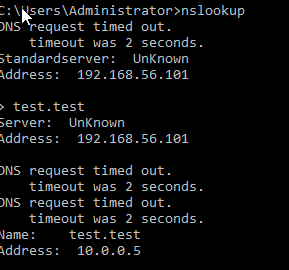 C:\Users\Administrator>nslookup
DNS request timed out.
timeout was 2 seconds.
Standardserver: UnKnown
Address: 192.168.56.101
> test.test
Server: UnKnown
Address: 192.168.56.101
DNS request timed out.
timeout was 2 seconds.
DNS request timed out.
timeout was 2 seconds.
Name: test.test
Address: 10.0.0.5